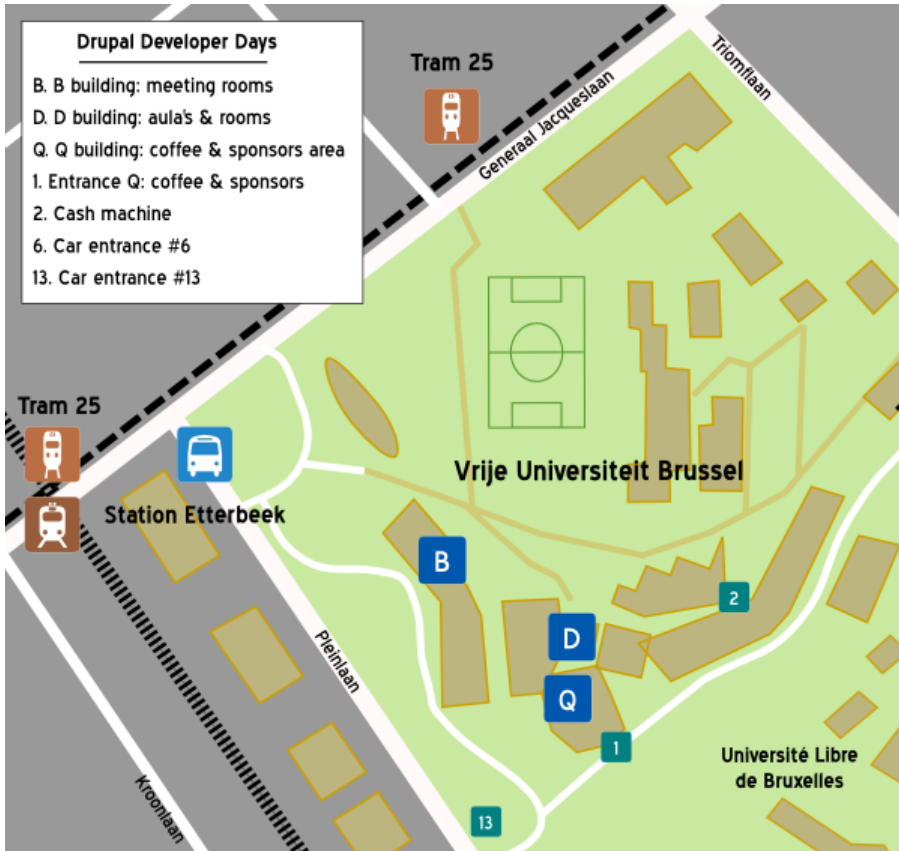 Drupal Developer Days
B. B building: meeting rooms
D. D building: aula's & rooms
Q. Q building: coffee & sponsors area
1. Entrance Q: coffee & sponsors
2. Cash machine
6. Car entrance #6
13. Car entrance #13
Tram 25
Generaal Jacqueslaan
Triomflaan
Tram 25
Station Etterbeek
Vrije Universiteit Brussel
B
2
D
Pleinlaan
Q
1
Université Libre
de Bruxelles
Kroonlaan
13